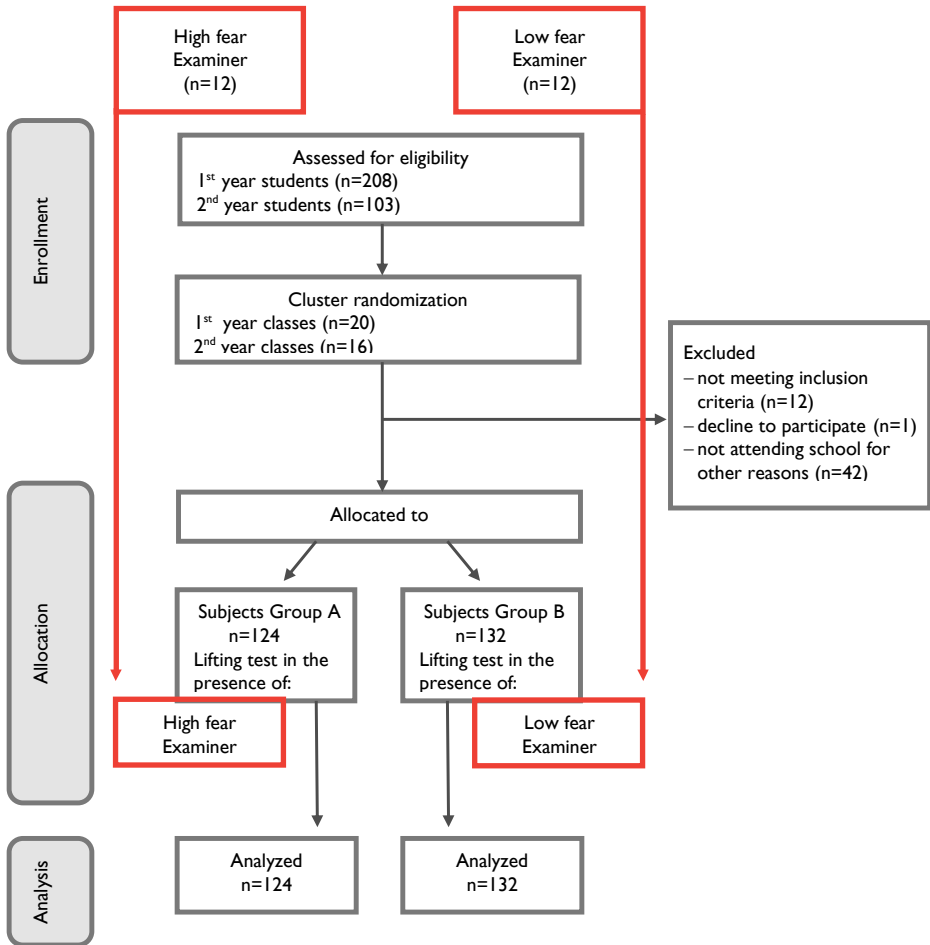 High fear
Examiner
(n=12)
Low fear
Examiner
(n=12)
Enrollment
Assessed for eligibility
1st year students (n=208)
2nd year students (n=103)
Cluster randomization
1st year classes (n=20)
2nd year classes (n=16)
Excluded
– not meeting inclusion
criteria (n=12)
– decline to participate (n=1)
– not attending school for
other reasons (n=42)
Allocation
Allocated to
Subjects Group A
n=124
Lifting test in the
presence of:
High fear
Examiner
Subjects Group B
n=132
Lifting test in the
presence of:
Low fear
Examiner
Analysis
Analyzed
n=124
Analyzed
n=132